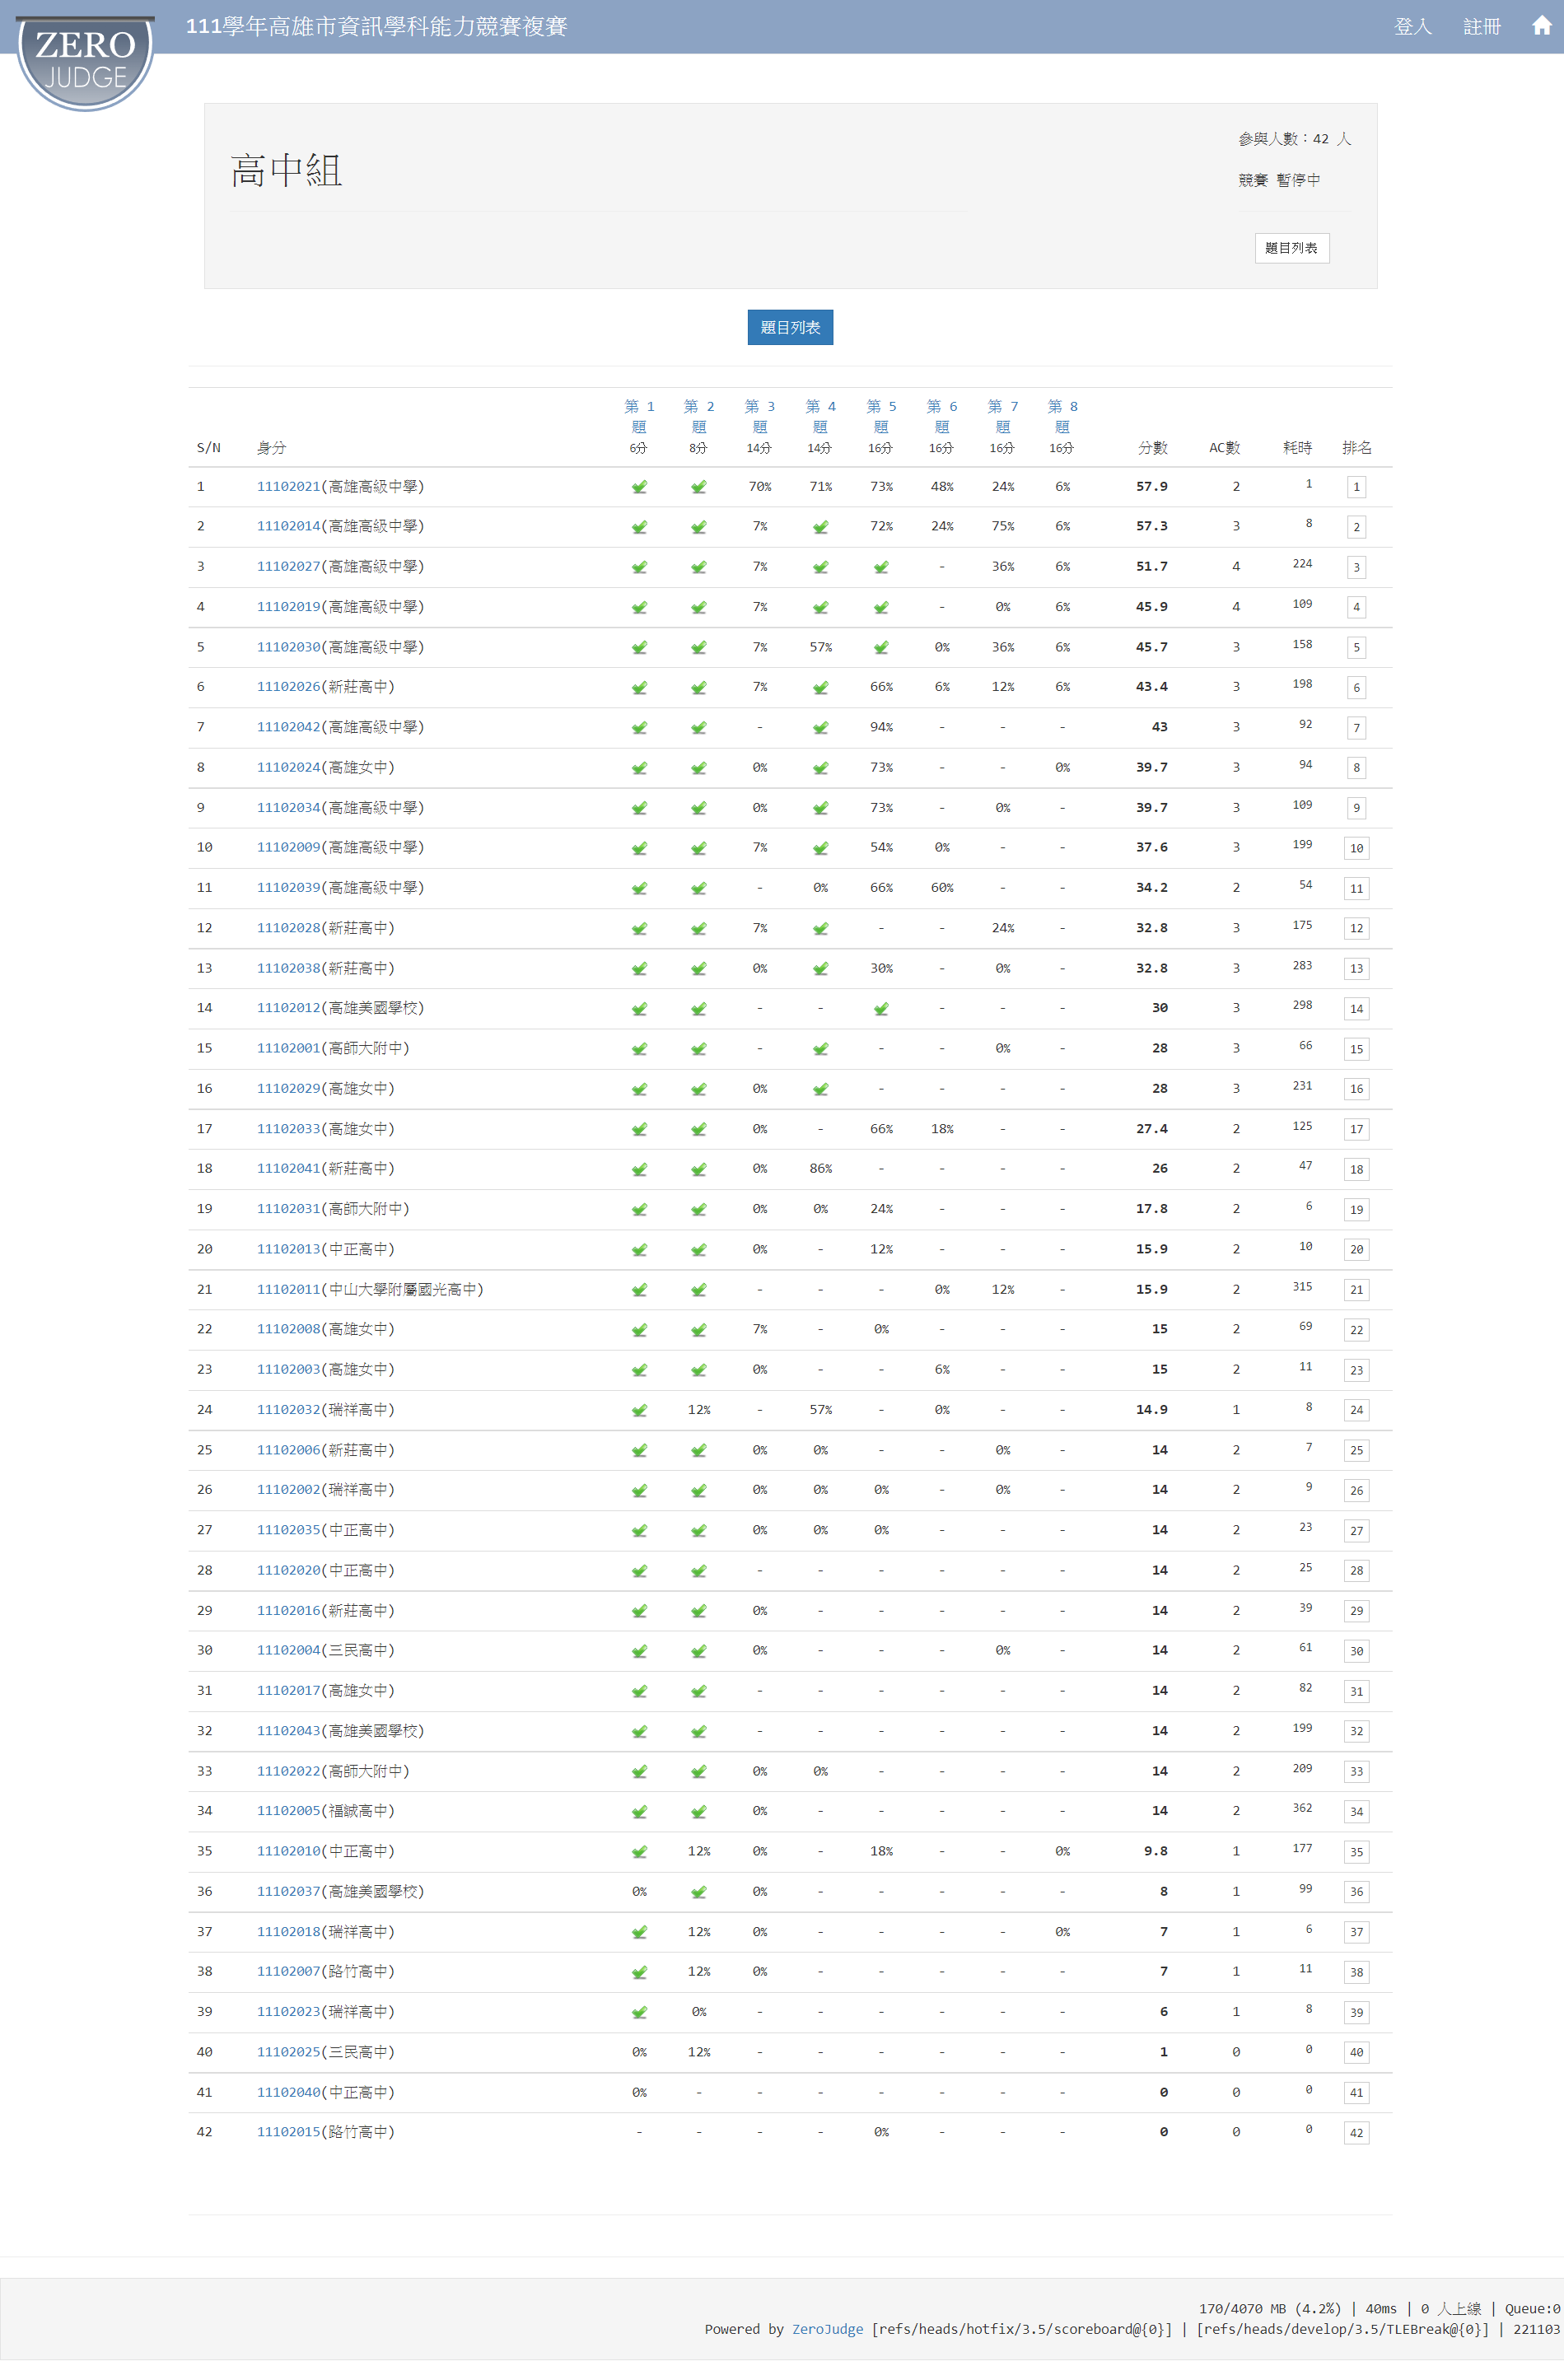 ZERO
JUDGE
111學年高雄市資訊學科能力競賽複賽
登入 註冊
高中組
參與人數：42 人
競賽 暫停中
題目列表
題目列表
S/N 身分 第 1 題 6分 第 2 題 8分 第 3 題 14分 第 4 題 14分 第 5 題 16分 第 6 題 16分 第 7 題 16分 第 8 題 16分 分數 AC數 耗時 排名
1 11102021(高雄高級中學) 70% 71% 73% 48% 24% 6% 57.9 2 1 1
2 11102014(高雄高級中學) 7% 72% 24% 75% 6% 57.3 3 8 2
3 11102027(高雄高級中學) 7% - 36% 6% 51.7 4 224 3
4 11102019(高雄高級中學) 7% - 0% 6% 45.9 4 109 4
5 11102030(高雄高級中學) 7% 57% 0% 36% 6% 45.7 3 158 5
6 11102026(新莊高中) 7% 66% 6% 12% 6% 43.4 3 198 6
7 11102042(高雄高級中學) - 94% - - - 43 3 92 7
8 11102024(高雄女中) 0% 73% - - 0% 39.7 3 94 8
9 11102034(高雄高級中學) 0% 73% - 0% - 39.7 3 109 9
10 11102009(高雄高級中學) 7% 54% 0% - - 37.6 3 199 10
11 11102039(高雄高級中學) - 0% 66% 60% - - 34.2 2 54 11
12 11102028(新莊高中) 7% - - 24% - 32.8 3 175 12
13 11102038(新莊高中) 0% 30% - 0% - 32.8 3 283 13
14 11102012(高雄美國學校) - - - - - 30 3 298 14
15 11102001(高師大附中) - - - 0% - 28 3 66 15
16 11102029(高雄女中) 0% - - - - 28 3 231 16
17 11102033(高雄女中) 0% - 66% 18% - - 27.4 2 125 17
18 11102041(新莊高中) 0% 86% - - - - 26 2 47 18
19 11102031(高師大附中) 0% 0% 24% - - - 17.8 2 6 19
20 11102013(中正高中) 0% - 12% - - - 15.9 2 10 20
21 11102011(中山大學附屬國光高中) - - - 0% 12% - 15.9 2 315 21
22 11102008(高雄女中) 7% - 0% - - - 15 2 69 22
23 11102003(高雄女中) 0% - - 6% - - 15 2 11 23
24 11102032(瑞祥高中) 12% - 57% - 0% - - 14.9 1 8 24
25 11102006(新莊高中) 0% 0% - - 0% - 14 2 7 25
26 11102002(瑞祥高中) 0% 0% 0% - 0% - 14 2 9 26
27 11102035(中正高中) 0% 0% 0% - - - 14 2 23 27
28 11102020(中正高中) - - - - - - 14 2 25 28
29 11102016(新莊高中) 0% - - - - - 14 2 39 29
30 11102004(三民高中) 0% - - - 0% - 14 2 61 30
31 11102017(高雄女中) - - - - - - 14 2 82 31
32 11102043(高雄美國學校) - - - - - - 14 2 199 32
33 11102022(高師大附中) 0% 0% - - - - 14 2 209 33
34 11102005(福誠高中) 0% - - - - - 14 2 362 34
35 11102010(中正高中) 12% 0% - 18% - - 0% 9.8 1 177 35
36 11102037(高雄美國學校) 0% 0% - - - - - 8 1 99 36
37 11102018(瑞祥高中) 12% 0% - - - - 0% 7 1 6 37
38 11102007(路竹高中) 12% 0% - - - - - 7 1 11 38
39 11102023(瑞祥高中) 0% - - - - - - 6 1 8 39
40 11102025(三民高中) 0% 12% - - - - - - 1 0 0 40
41 11102040(中正高中) 0% - - - - - - - 0 0 0 41
42 11102015(路竹高中) - - - - 0% - - - 0 0 0 42
170/4070 MB (4.2%) | 40ms | 0 人上線 | Queue:0
Powered by ZeroJudge [refs/heads/hotfix/3.5/scoreboard@{0}] | [refs/heads/develop/3.5/TLEBreak@{0}] | 221103